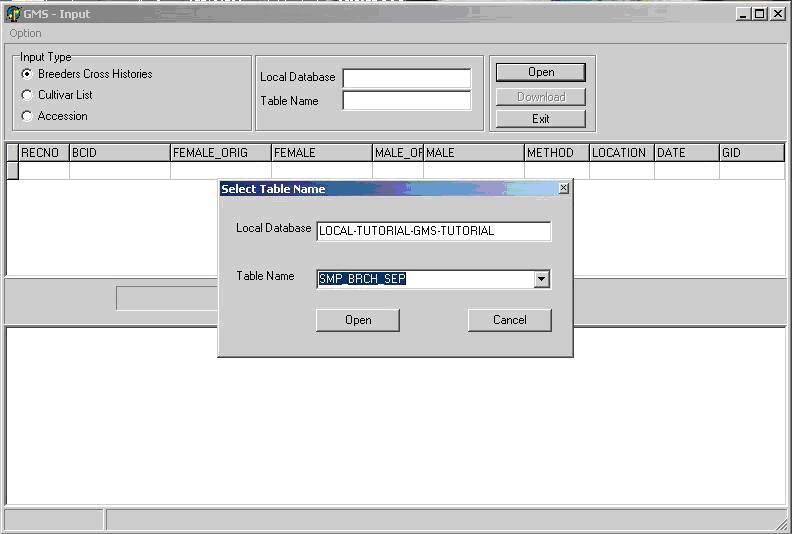 GMS - Input
Option
Input Type
Breeders Cross Histories
Cultivar List
Accession
Local Database
Table Name
Open
Download
Exit
RECNO BCID FEMALE_ORIG FEMALE MALE_OF MALE METHOD LOCATION DATE GID
Select Table Name
Local Database LOCAL-TUTORIAL-GMS-TUTORIAL
Table Name SMP_BRCH_SEP
Open Cancel